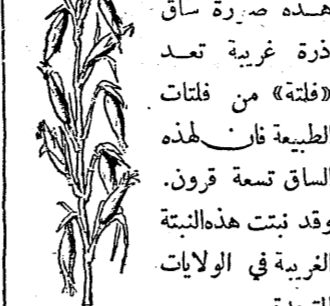 هذه صورة ساق
ذرة غريبة تعد
«فلتة» من فلتات
الطبيعة فان لهذه
الساق تسعة قرون.
وقد نبتت هذه النبتة
الغريبة في الولايات